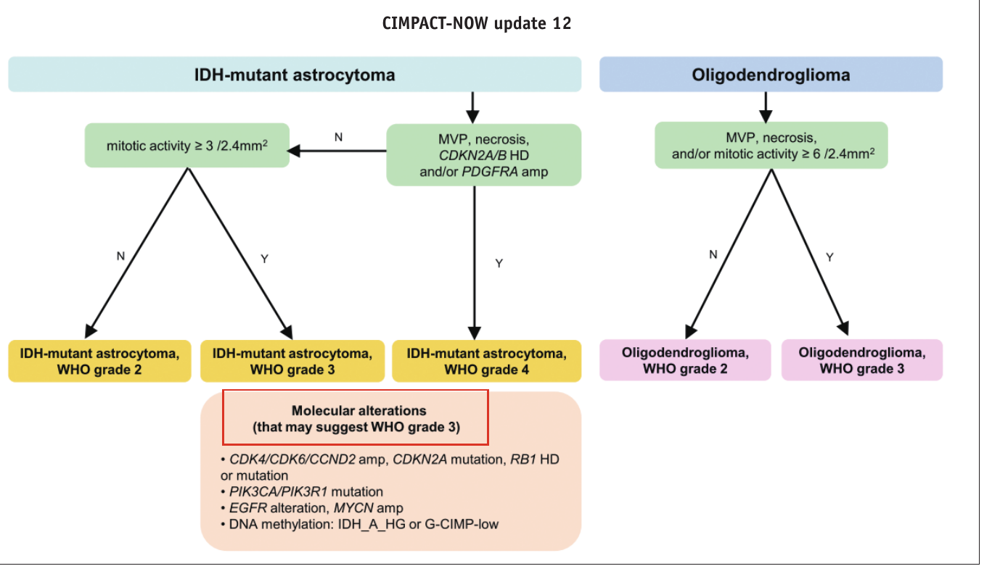 CIMPACT-NOW update 12
IDH-mutant astrocytoma
Oligodendroglioma
mitotic activity ≥ 3 /2.4mm²
N
MVP, necrosis,
CDKN2A/B HD
and/or PDGFRA amp
MVP, necrosis,
and/or mitotic activity ≥ 6 /2.4mm²
N
Y
Y
N
Y
IDH-mutant astrocytoma,
WHO grade 2
IDH-mutant astrocytoma,
WHO grade 3
IDH-mutant astrocytoma,
WHO grade 4
Oligodendroglioma,
WHO grade 2
Oligodendroglioma,
WHO grade 3
Molecular alterations
(that may suggest WHO grade 3)
• CDK4/CDK6/CCND2 amp, CDKN2A mutation, RB1 HD
or mutation
• PIK3CA/PIK3R1 mutation
• EGFR alteration, MYCN amp
• DNA methylation: IDH_A_HG or G-CIMP-low